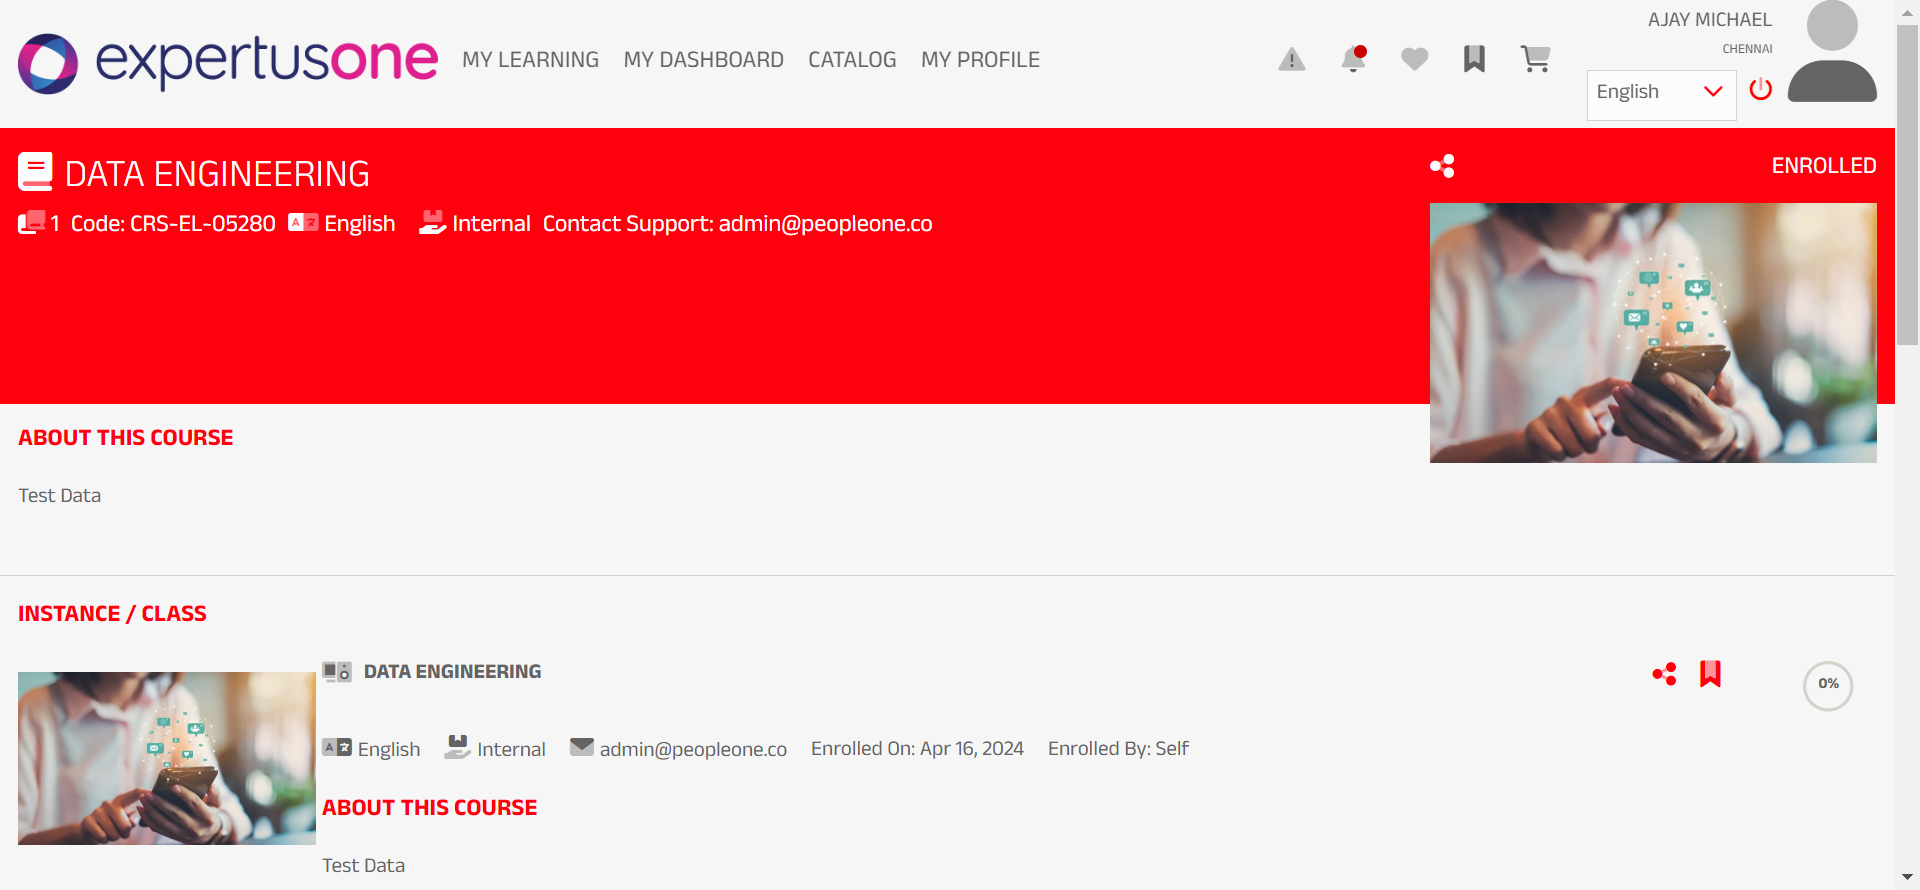 expertusone MY LEARNING MY DASHBOARD CATALOG MY PROFILE
AJAY MICHAEL
CHENNAI
English
DATA ENGINEERING
ENROLLED
1 Code: CRS-EL-05280 English Internal Contact Support: admin@peopleone.co
ABOUT THIS COURSE
Test Data
INSTANCE / CLASS
DATA ENGINEERING
0%
English Internal admin@peopleone.co Enrolled On: Apr 16, 2024 Enrolled By: Self
ABOUT THIS COURSE
Test Data